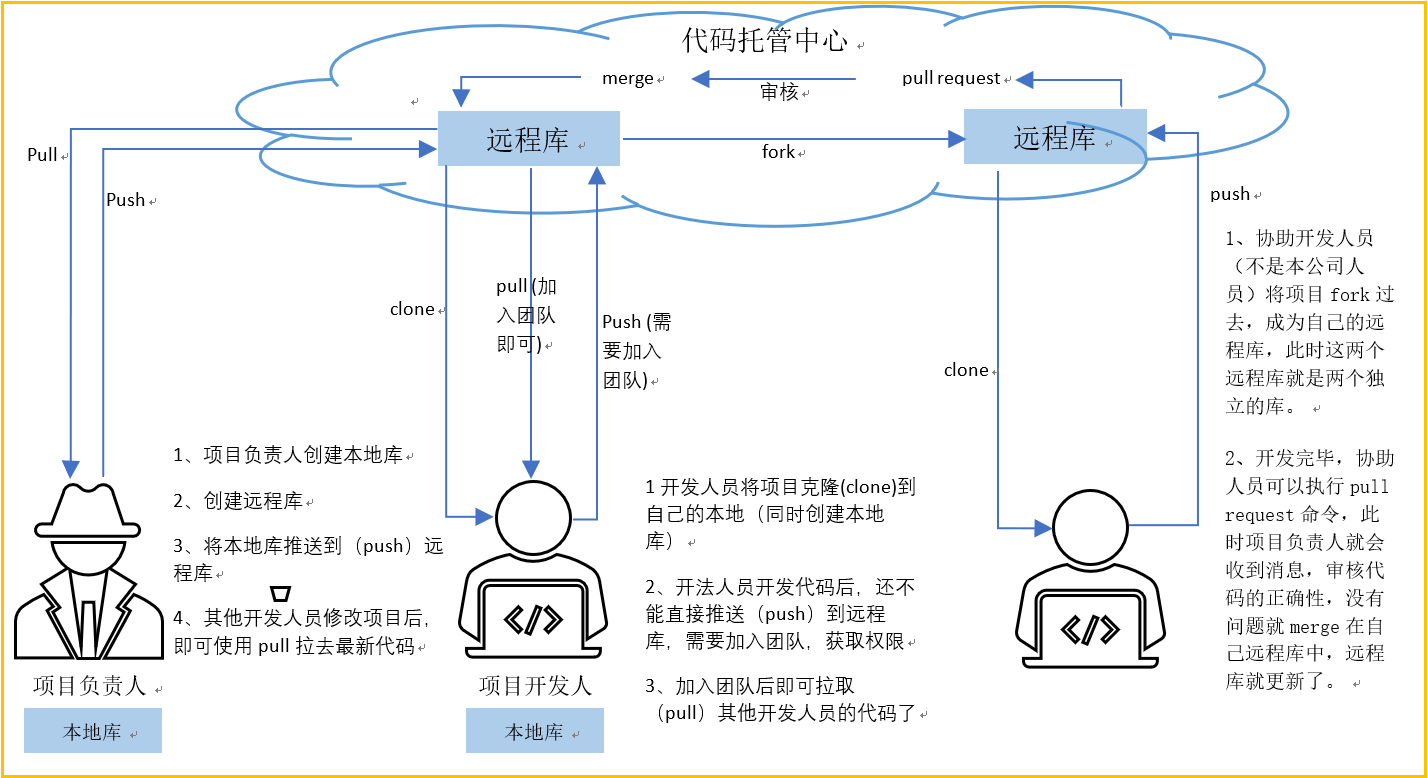 代码托管中心
merge
审核
pull request
远程库
fork
远程库
Pull
Push
push
clone
pull (加
入团队
即可)
Push (需
要加入
团队)
clone
1、项目负责人创建本地库
2、创建远程库
3、将本地库推送到（push）远
程库
4、其他开发人员修改项目后，
即可使用 pull 拉去最新代码
项目负责人
本地库
1 开发人员将项目克隆(clone)到
自己的本地（同时创建本地
库）
2、开法人员开发代码后，还不
能直接推送（push）到远程
库，需要加入团队，获取权限
3、加入团队后即可拉取
（pull）其他开发人员的代码了
项目开发人
本地库
1、协助开发人员
（不是本公司人
员）将项目 fork 过
去，成为自己的远
程库，此时这两个
远程库就是两个独
立的库。
2、开发完毕，协助
人员可以执行 pull
request 命令，此
时项目负责人就会
收到消息，审核代
码的正确性，没有
问题就 merge 在自
己远程库中，远程
库就更新了。